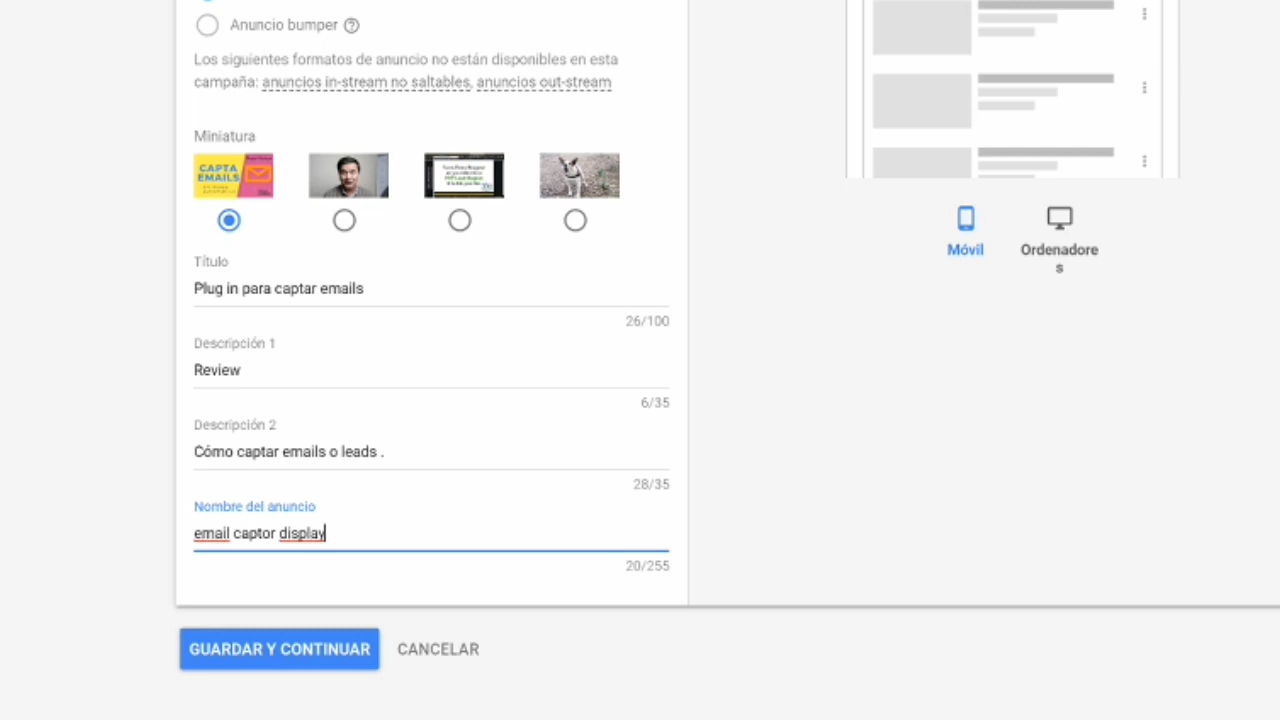 Anuncio bumper
Los siguientes formatos de anuncio no están disponibles en esta
campaña: anuncios in-stream no saltables, anuncios out-stream
Miniatura
CAPTA
EMAILS
Título
Plug in para captar emails
26/100
Descripción 1
Review
6/35
Descripción 2
Cómo captar emails o leads .
28/35
Nombre del anuncio
email captor display
20/255
GUARDAR Y CONTINUAR
CANCELAR
Móvil
Ordenadore
s